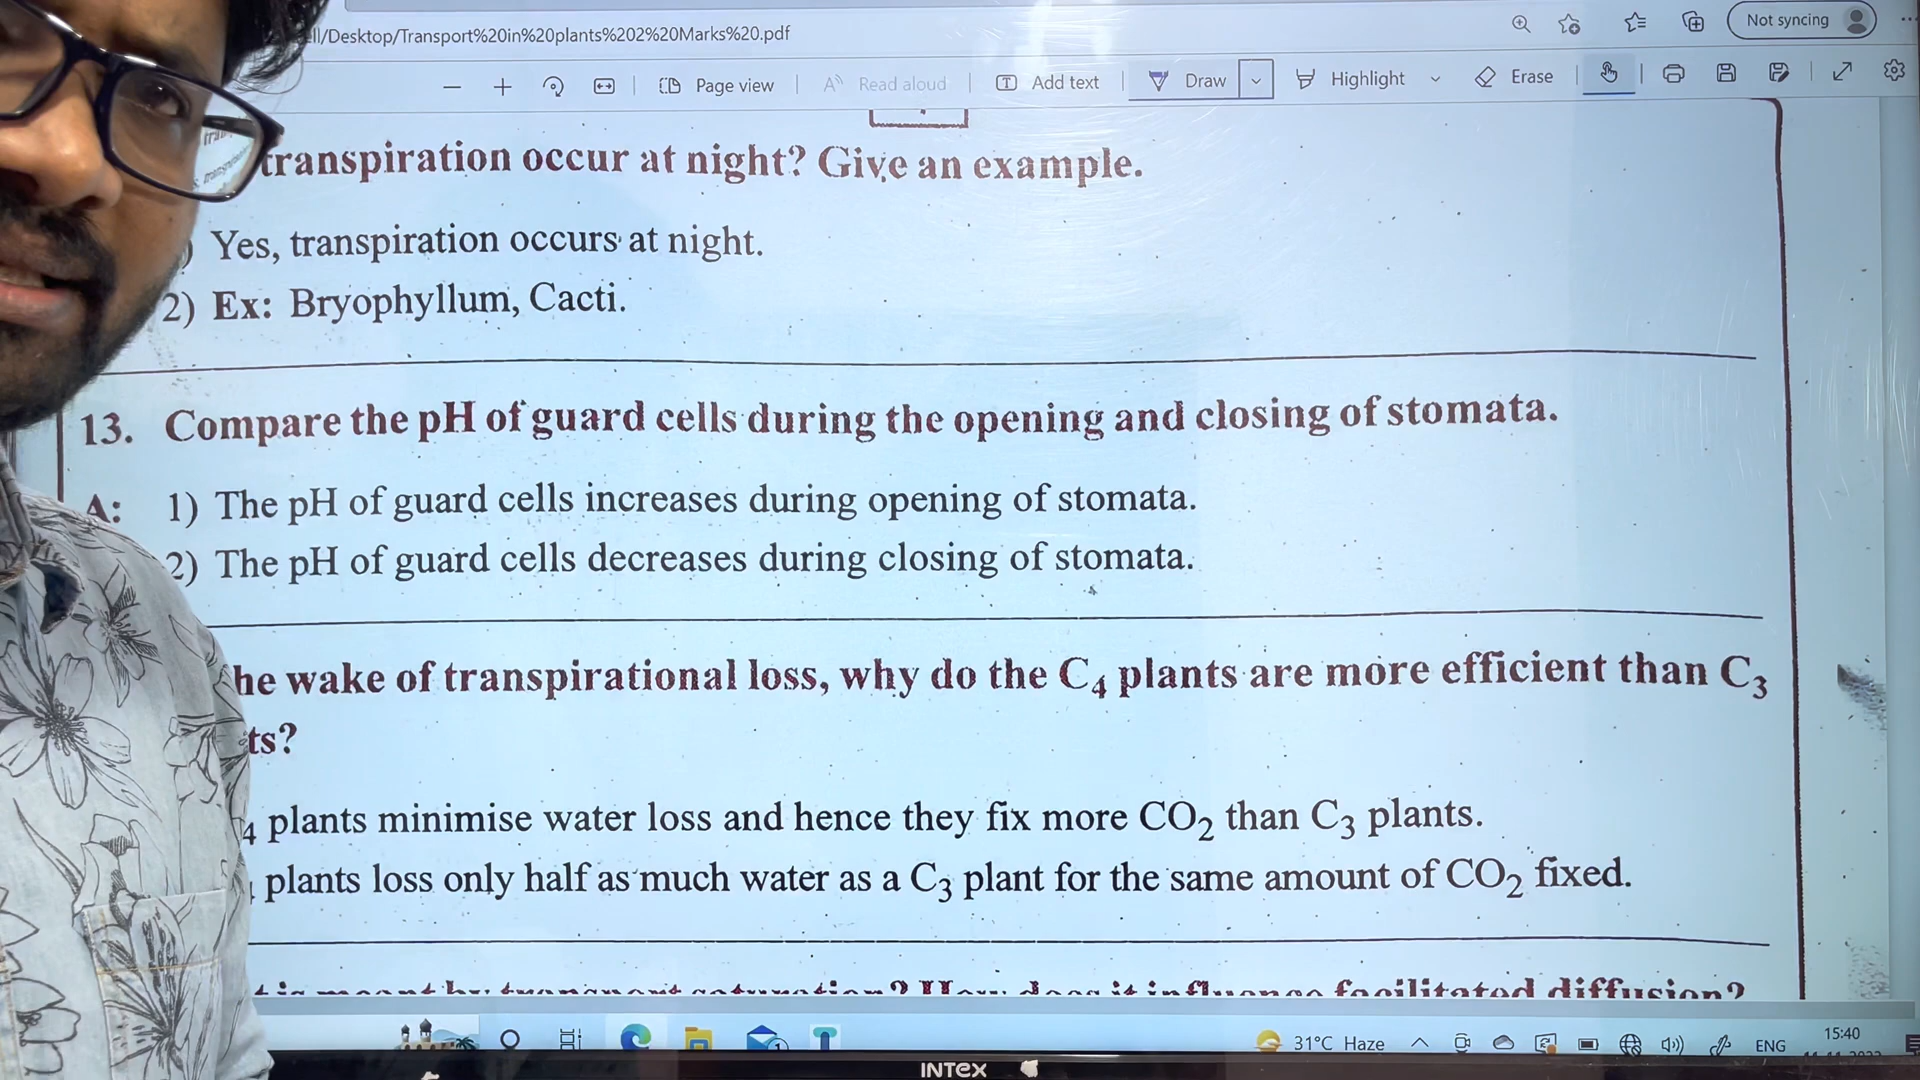 ll/Desktop/Transport%20in%20plants%202%20Marks%20.pdf
Not syncing
Page view
Read aloud
Add text
Draw
Highlight
Erase
transpiration occur at night? Give an example.
) Yes, transpiration occurs at night.
2) Ex: Bryophyllum, Cacti.
13. Compare the pH of guard cells during the opening and closing of stomata.
A: 1) The pH of guard cells increases during opening of stomata.
2) The pH of guard cells decreases during closing of stomata.
he wake of transpirational loss, why do the C₄ plants are more efficient than C₃
ts?
₄ plants minimise water loss and hence they fix more CO₂ than C₃ plants.
plants loss only half as much water as a C₃ plant for the same amount of CO₂ fixed.
facilitated diffusion?
31°C Haze
ENG
15:40
INTEX